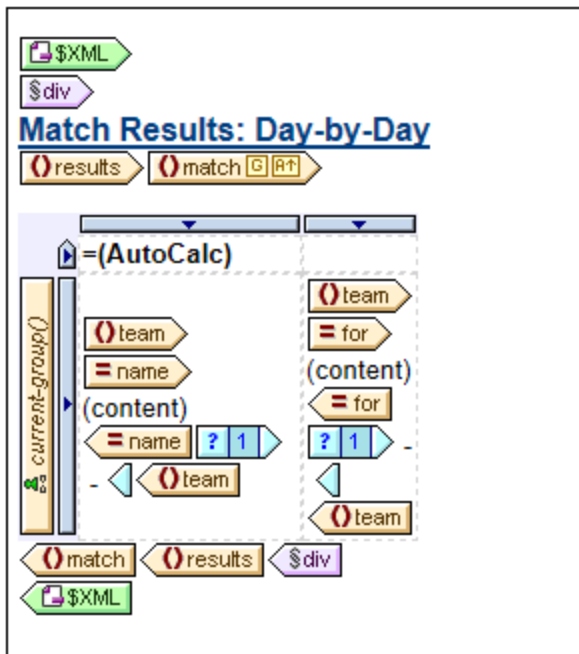 $XML
§div
Match Results: Day-by-Day
() results () match G A↑
=(AutoCalc)
current-group()
() team
= name
(content)
= name ? 1
- () team
() team
= for
(content)
= for
? 1 -
() team
() match () results §div
$XML